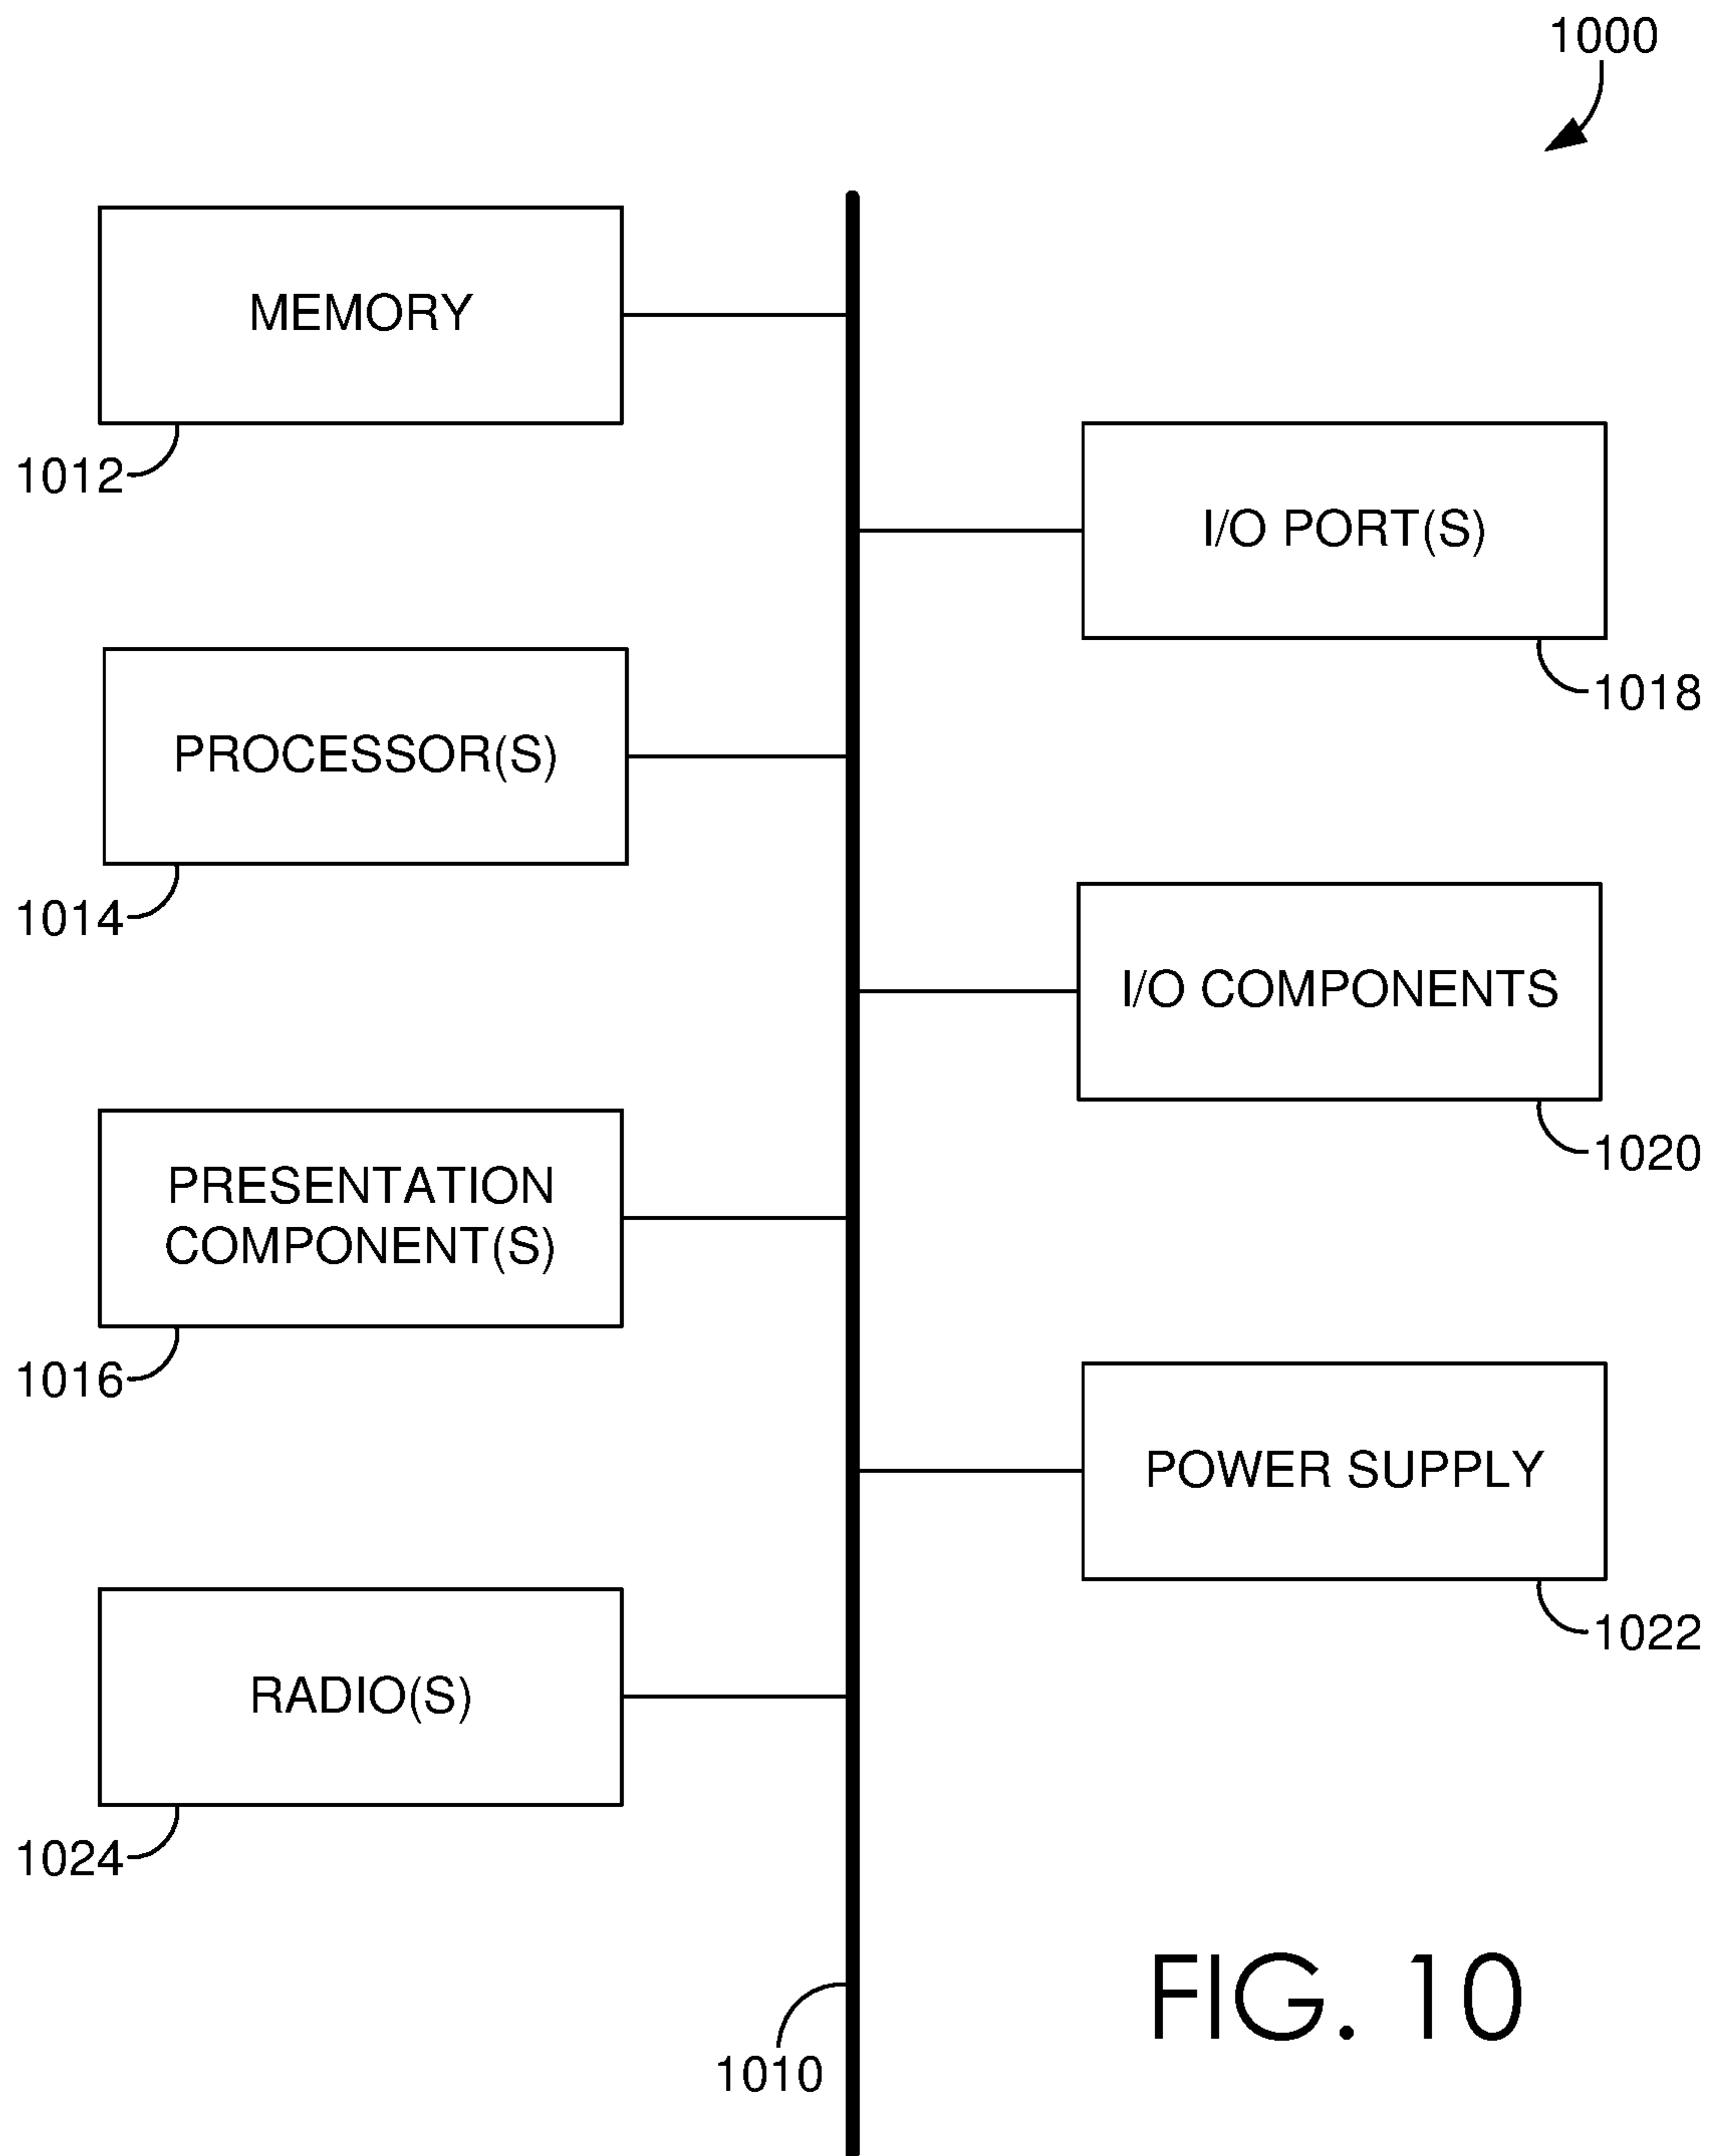 1000
MEMORY
1012
I/O PORT(S)
1018
PROCESSOR(S)
1014
I/O COMPONENTS
1020
PRESENTATION
COMPONENT(S)
1016
POWER SUPPLY
1022
RADIO(S)
1024
1010
FIG. 10